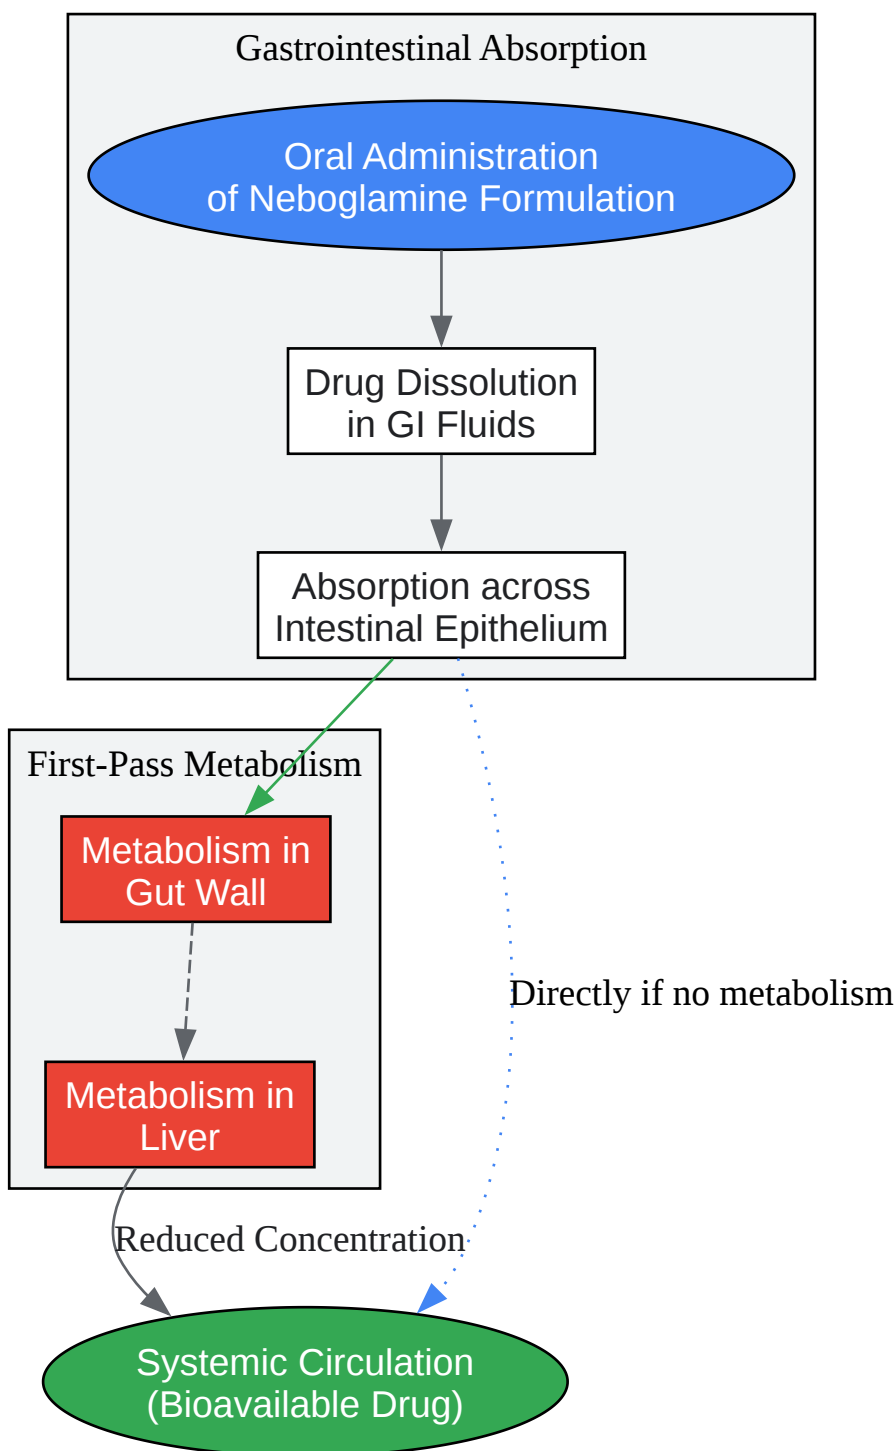 Gastrointestinal Absorption
Oral Administration
of Neboglamine Formulation
Drug Dissolution
in GI Fluids
Absorption across
Intestinal Epithelium
First-Pass Metabolism
Metabolism in
Gut Wall
Directly if no metabolism
Metabolism in
Liver
Reduced Concentration
Systemic Circulation
(Bioavailable Drug)